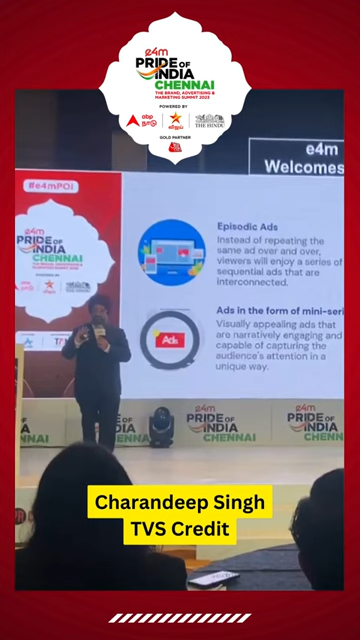 e4m
PRIDE OF
INDIA
CHENNAI
THE BRAND, ADVERTISING &
MARKETING SUMMIT 2023
POWERED BY
abp நாடு
விஜய்
THE HINDU
GOLD PARTNER
e4m
Welcomes
#e4mPOI
e4m
PRIDE OF
INDIA
CHENNAI
Episodic Ads
Instead of repeating the
same ad over and over,
viewers will enjoy a series of
sequential ads that are
interconnected.
Ads in the form of mini-seri
Visually appealing ads that
are narratively engaging and
capable of capturing the
audience's attention in a
unique way.
Ads
e4m
PRIDE OF
INDIA
CHENNAI
e4m
PRIDE OF
INDIA
CHENNAI
Charandeep Singh
TVS Credit